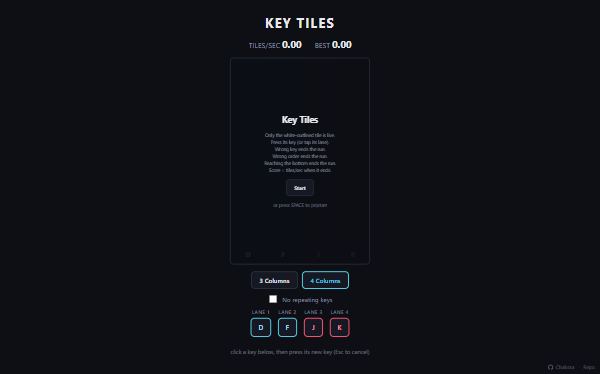 KEY TILES
TILES/SEC 0.00 BEST 0.00
Key Tiles
Only the white-outlined tile is live.
Press its key (or tap its lane).
Wrong key ends the run.
Wrong order ends the run.
Reaching the bottom ends the run.
Score = tiles/sec when it ends.
Start
or press SPACE to restart
3 Columns 4 Columns
No repeating keys
LANE 1 LANE 2 LANE 3 LANE 4
D F J K
click a key below, then press its new key (Esc to cancel)